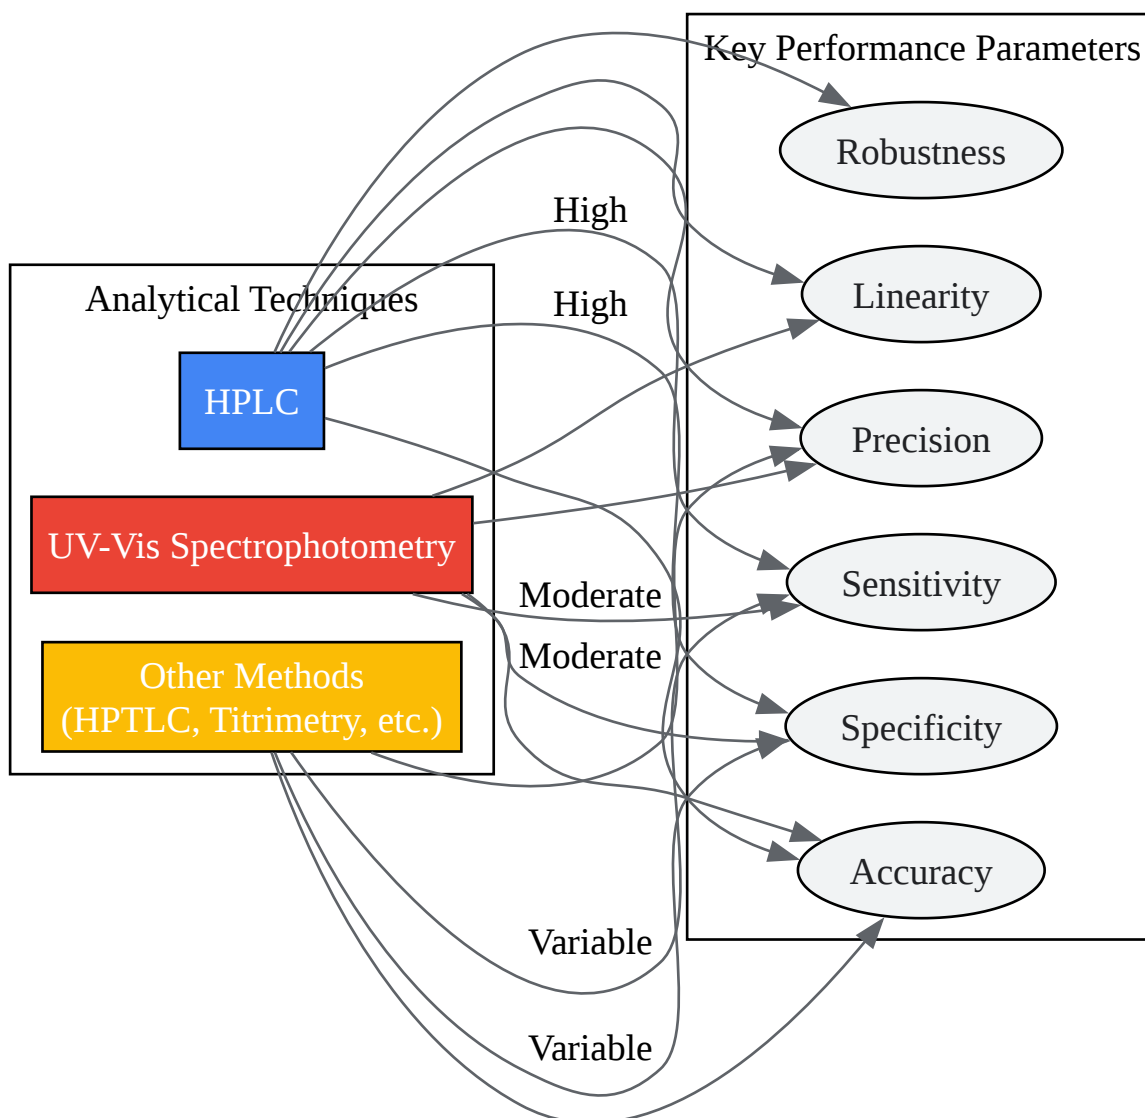 Key Performance Parameters
Robustness
High
Analytical Techniques
Linearity
High
HPLC
Precision
UV-Vis Spectrophotometry
Sensitivity
Moderate
Moderate
Other Methods
(HPTLC, Titrimetry, etc.)
Specificity
Accuracy
Variable
Variable